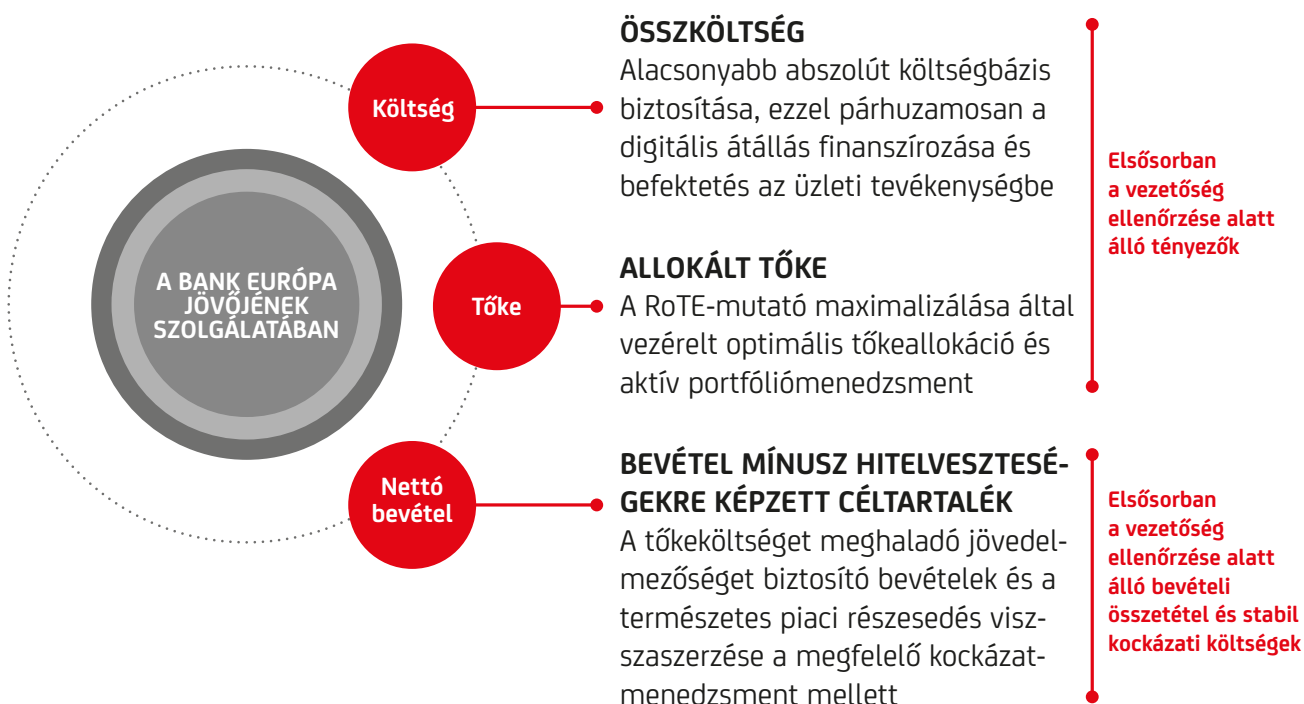 A BANK EURÓPA
JÖVŐJÉNEK
SZOLGÁLATÁBAN
Költség
ÖSSZKÖLTSÉG
Alacsonyabb abszolút költségbázis
biztosítása, ezzel párhuzamosan a
digitális átállás finanszírozása és
befektetés az üzleti tevékenységbe
Tőke
ALLOKÁLT TŐKE
A RoTE-mutató maximalizálása által
vezérelt optimális tőkeallokáció és
aktív portfóliómenedzsment
Elsősorban
a vezetőség
ellenőrzése alatt
álló tényezők
Nettó
bevétel
BEVÉTEL MÍNUSZ HITELVESZTESÉ-
GEKRE KÉPZETT CÉLTARTALÉK
A tőkeköltséget meghaladó jövedel-
mezőséget biztosító bevételek és a
természetes piaci részesedés visz-
szaszerzése a megfelelő kockázat-
menedzsment mellett
Elsősorban
a vezetőség
ellenőrzése alatt
álló bevételi
összetétel és stabil
kockázati költségek